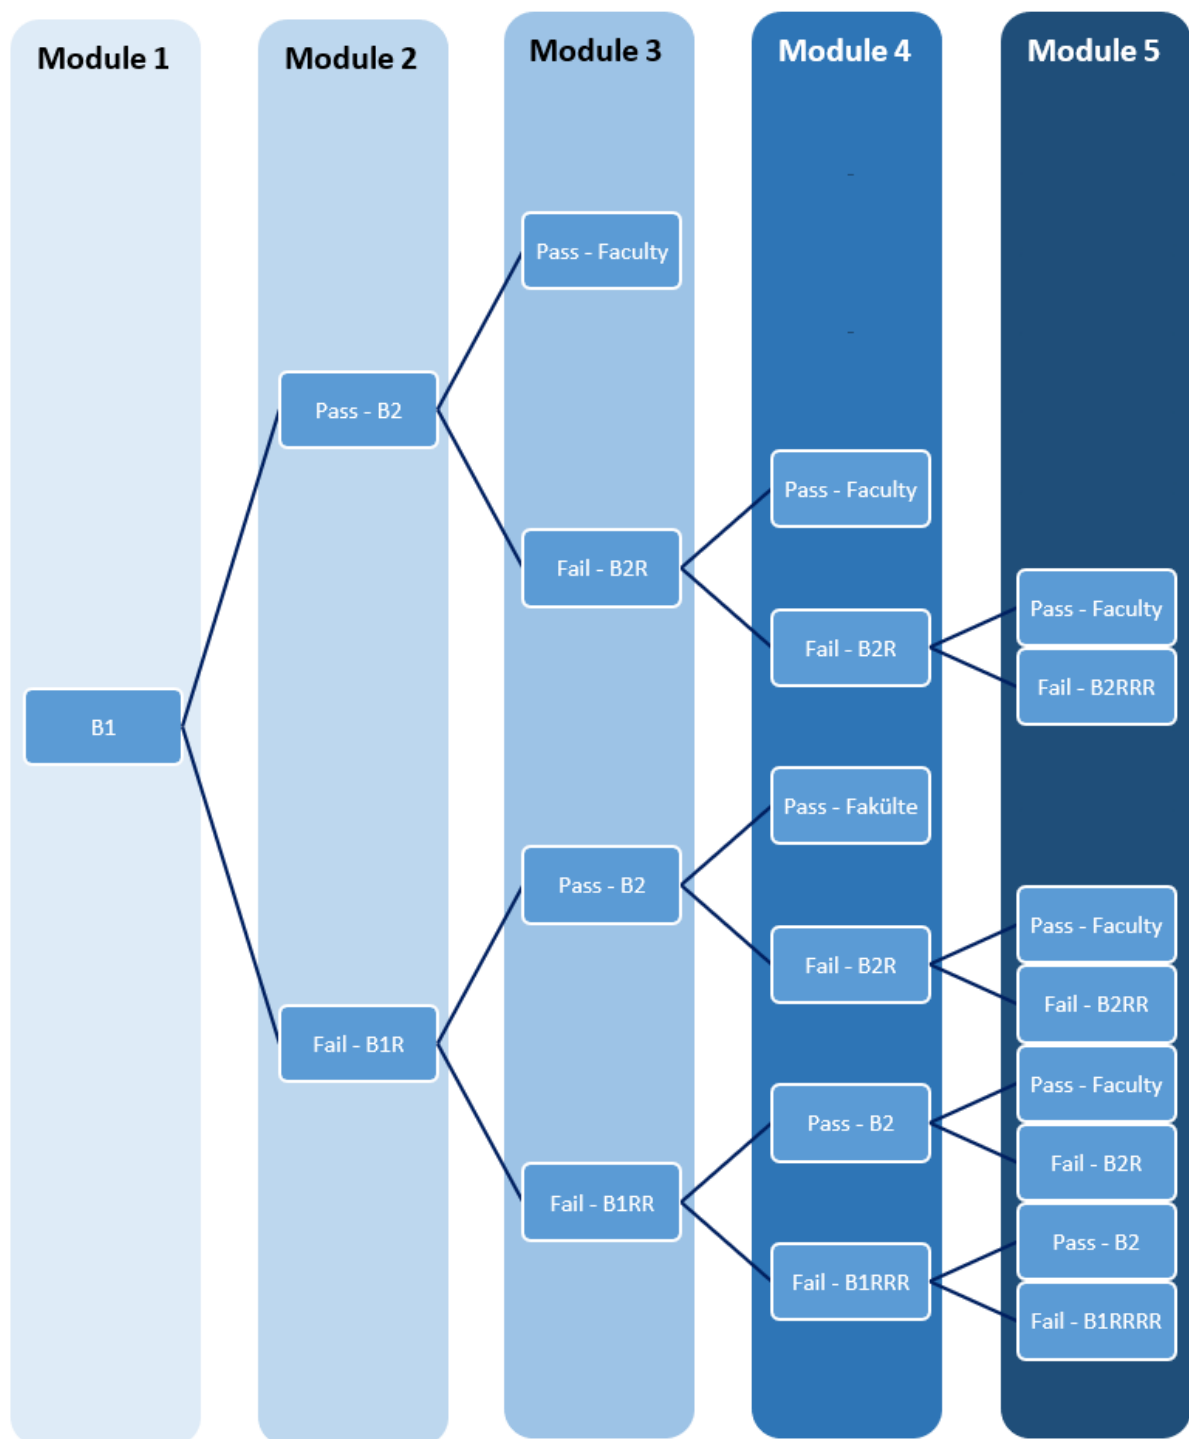 Module 1
Module 2
Module 3
Module 4
Module 5
-
Pass - Faculty
-
Pass - B2
Pass - Faculty
Fail - B2R
Pass - Faculty
Fail - B2R
Fail - B2RRR
B1
Pass - Fakülte
Pass - B2
Pass - Faculty
Fail - B2R
Fail - B2RR
Fail - B1R
Pass - Faculty
Pass - B2
Fail - B2R
Fail - B1RR
Pass - B2
Fail - B1RRR
Fail - B1RRRR